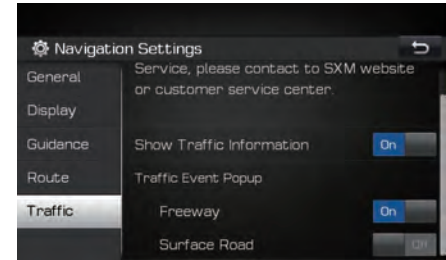 Navigation Settings
General
Display
Guidance
Route
Traffic
Service, please contact to SXM website
or customer service center.
Show Traffic Information On
Traffic Event Popup
Freeway On
Surface Road Off